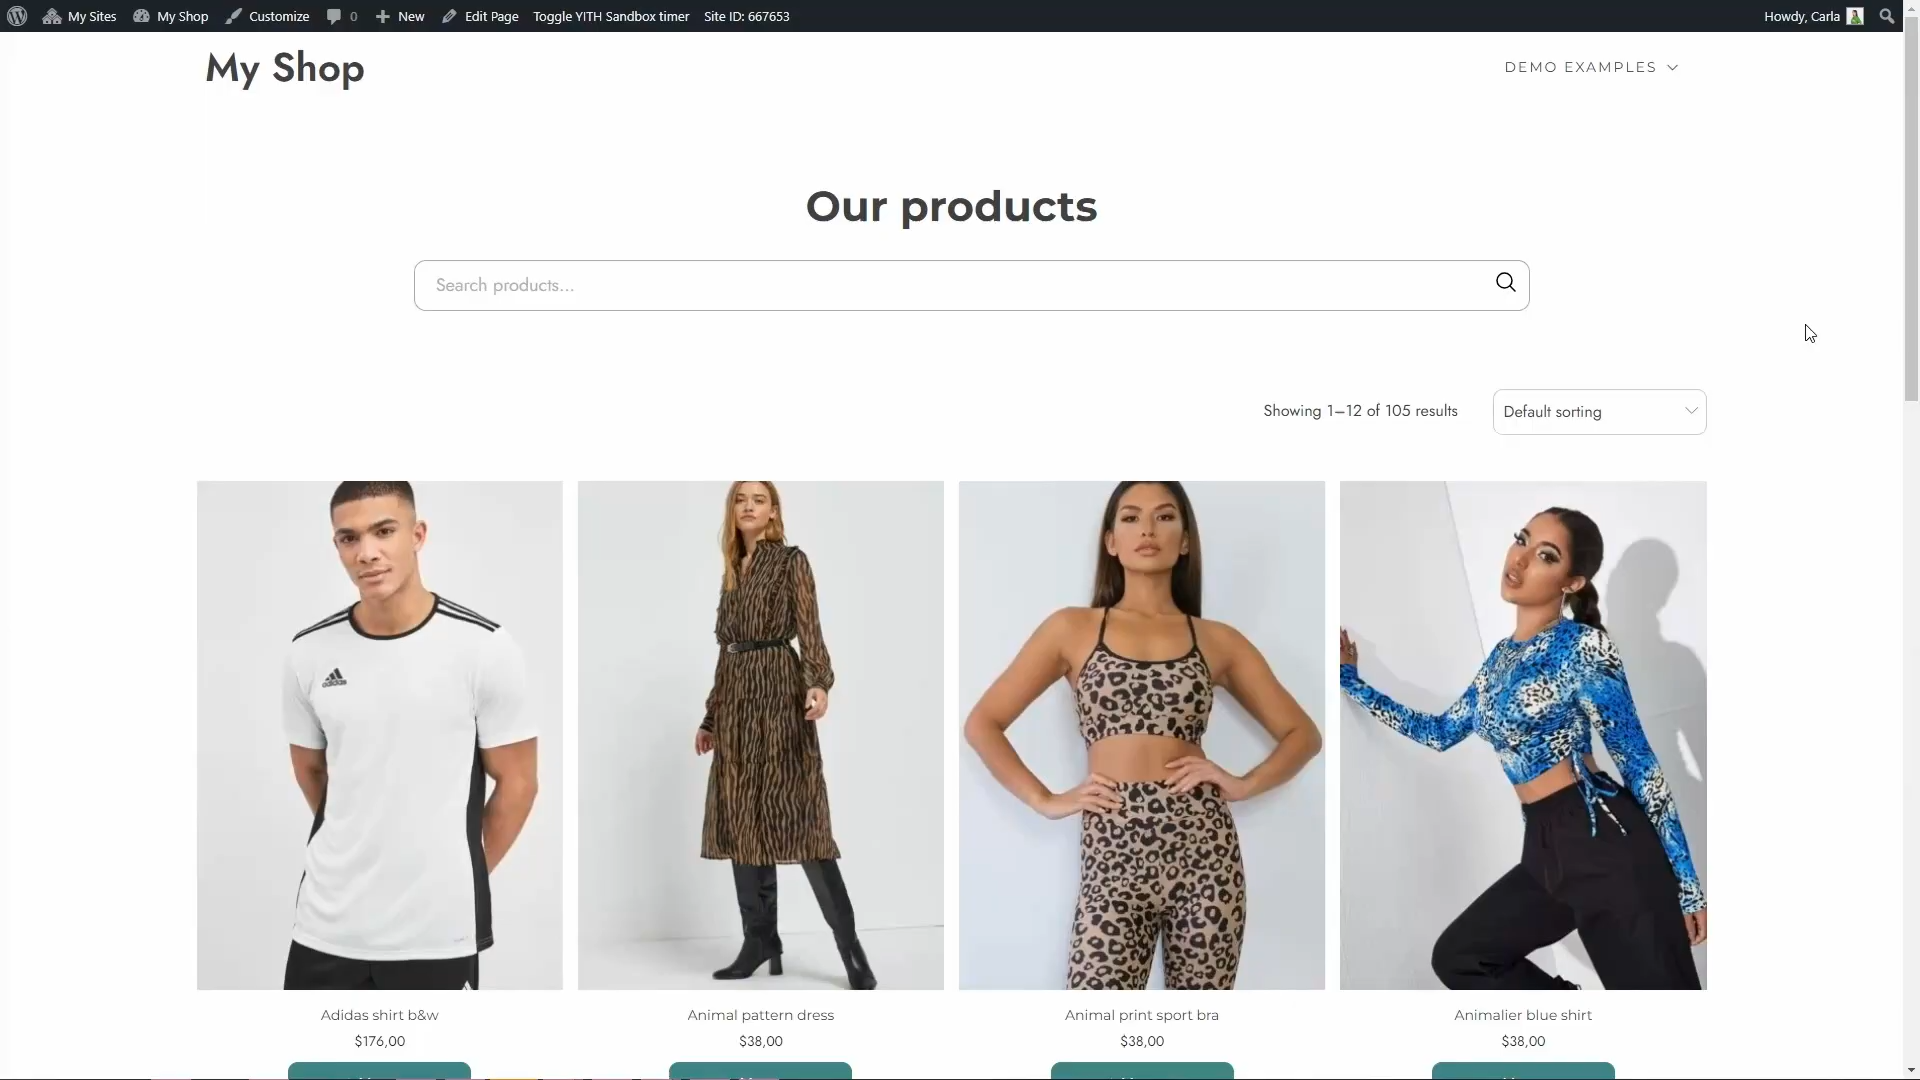 My Sites My Shop Customize 0 New Edit Page Toggle YITH Sandbox timer Site ID: 667653 Howdy, Carla
My Shop
DEMO EXAMPLES
Our products
Search products...
Showing 1–12 of 105 results
Default sorting
adidas
Adidas shirt b&w
$176,00
Animal pattern dress
$38,00
Animal print sport bra
$38,00
Animalier blue shirt
$38,00